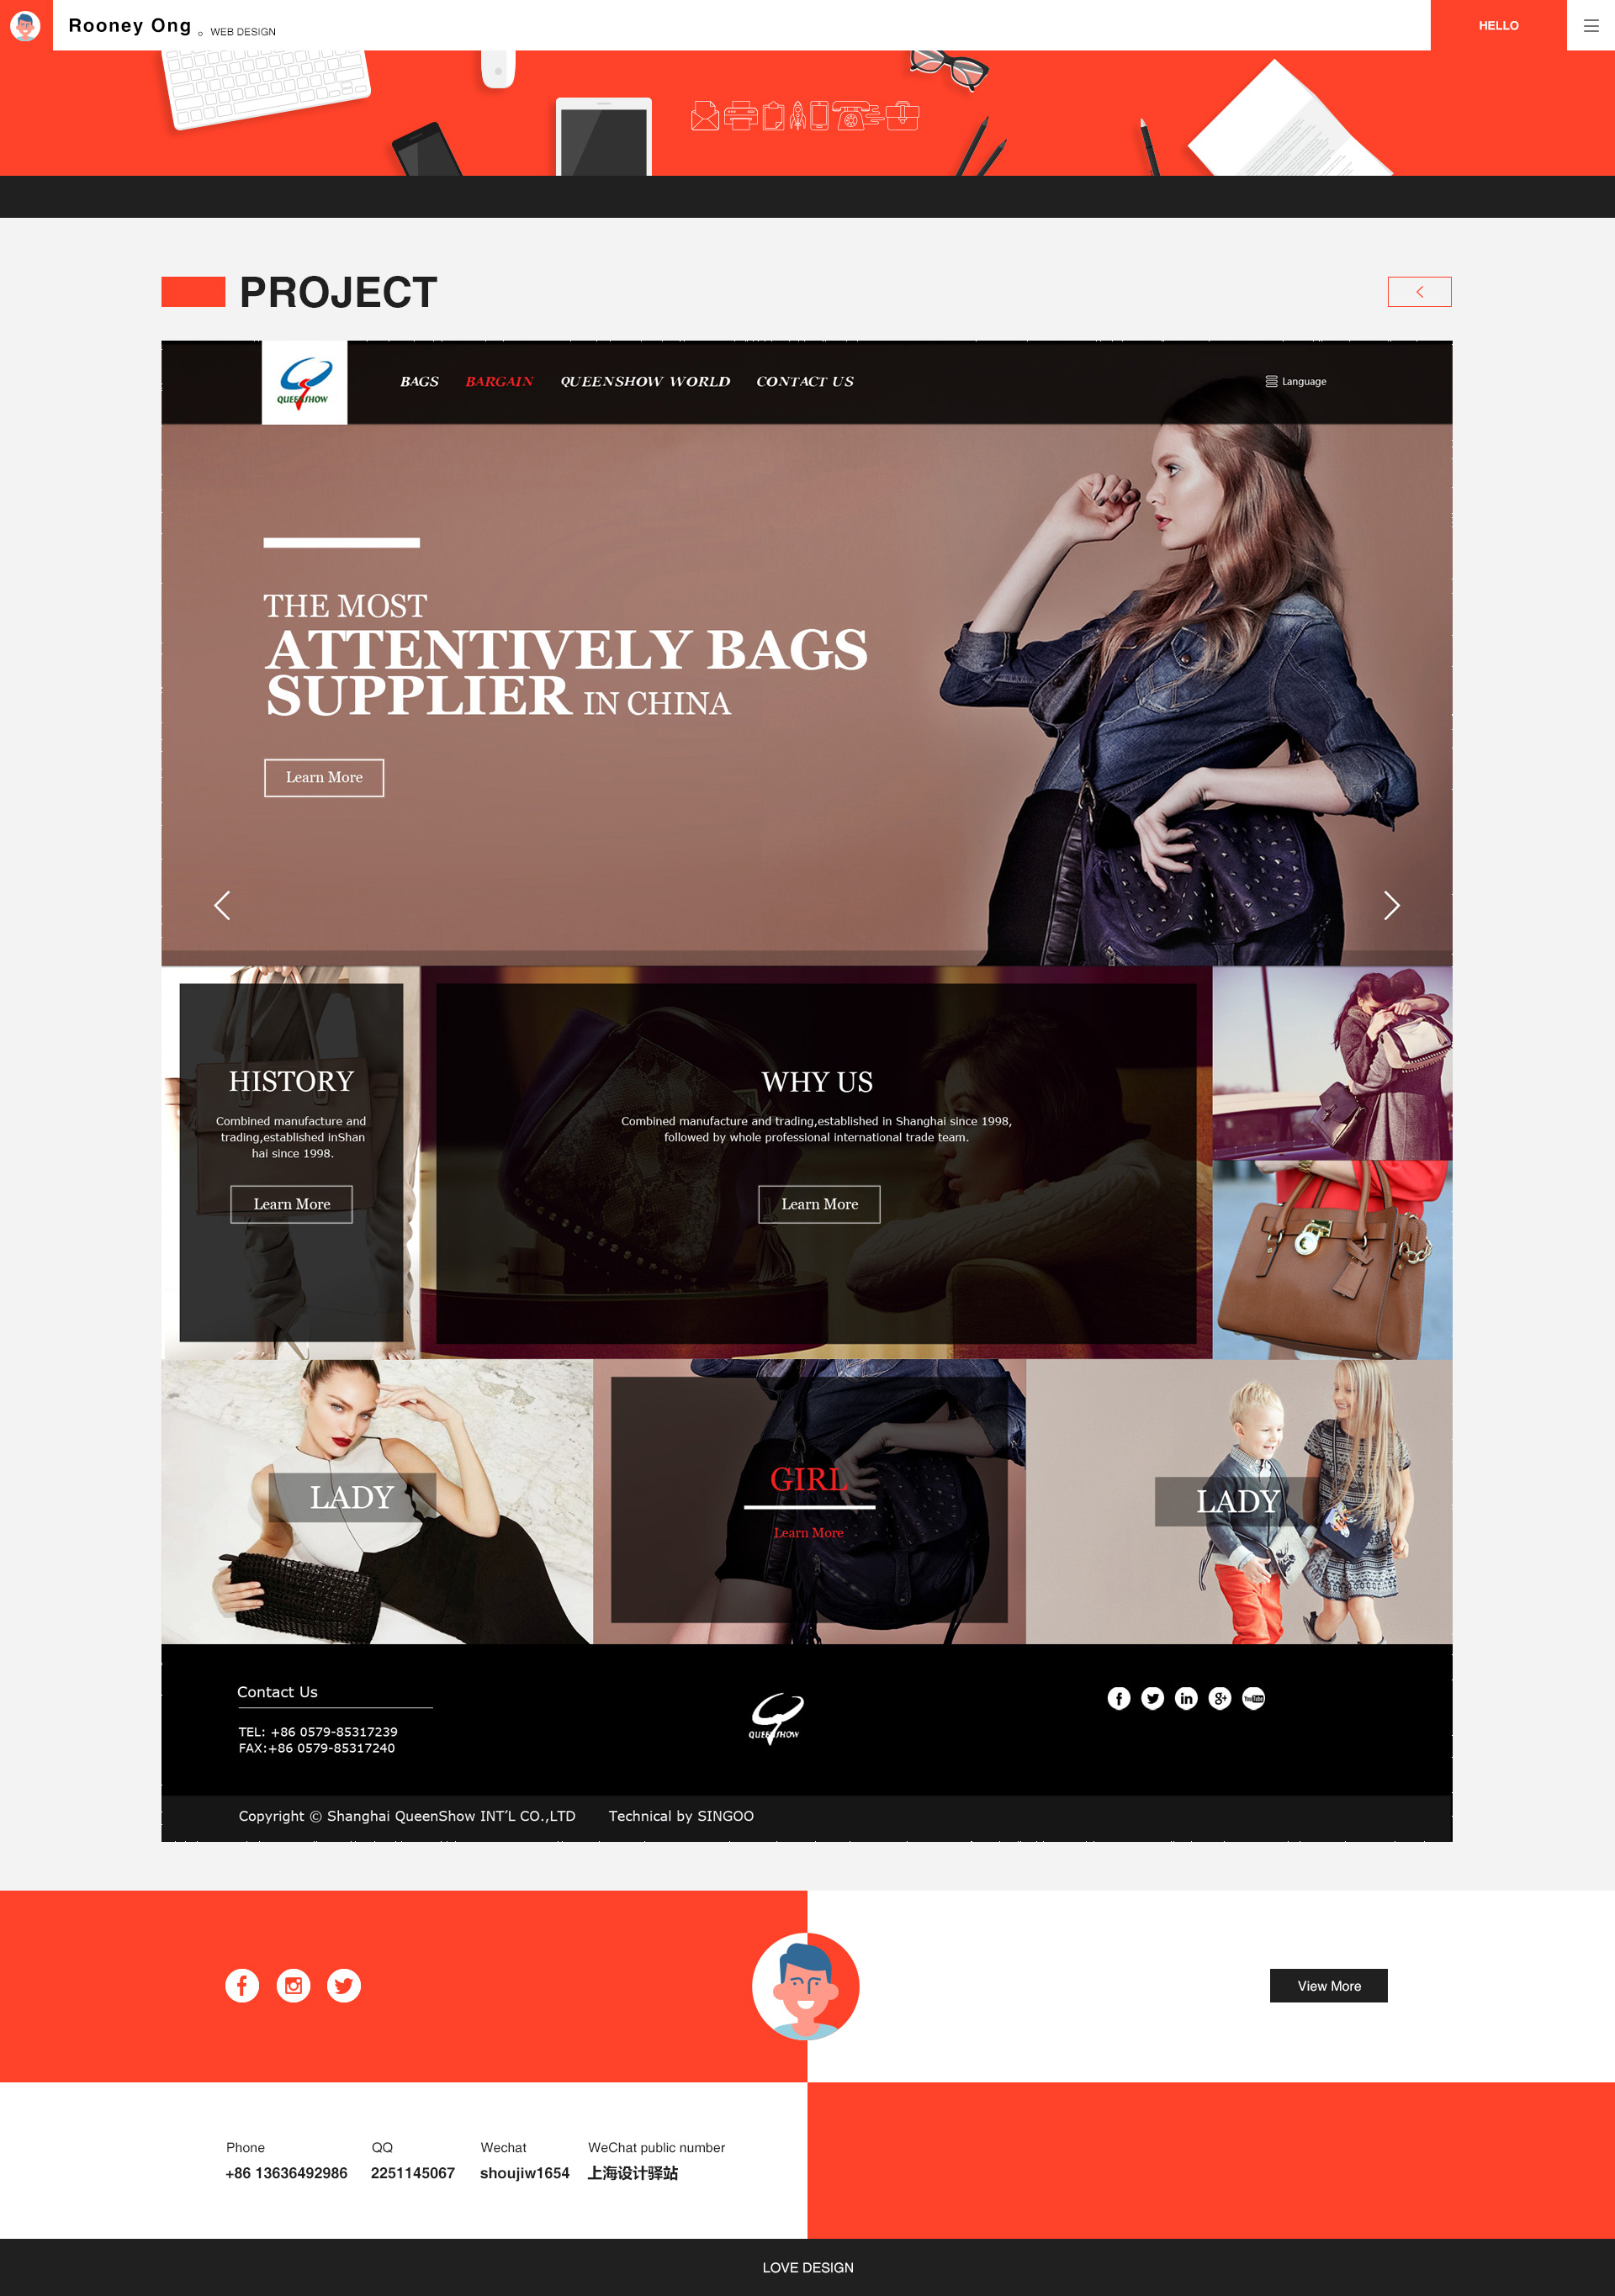 Rooney Ong 。 WEB DESIGN
HELLO
PROJECT
QUEENSHOW
BAGS BARGAIN QUEENSHOW WORLD CONTACT US
Language
THE MOST
ATTENTIVELY BAGS
SUPPLIER IN CHINA
Learn More
HISTORY
Combined manufacture and
trading,established inShan
hai since 1998.
Learn More
WHY US
Combined manufacture and trading,established in Shanghai since 1998,
followed by whole professional international trade team.
Learn More
LADY
GIRL
Learn More
LADY
Contact Us
TEL: +86 0579-85317239
FAX:+86 0579-85317240
QUEENSHOW
YouTube
Copyright © Shanghai QueenShow INT'L CO.,LTD Technical by SINGOO
View More
Phone QQ Wechat WeChat public number
+86 13636492986 2251145067 shoujiw1654 上海设计驿站
LOVE DESIGN